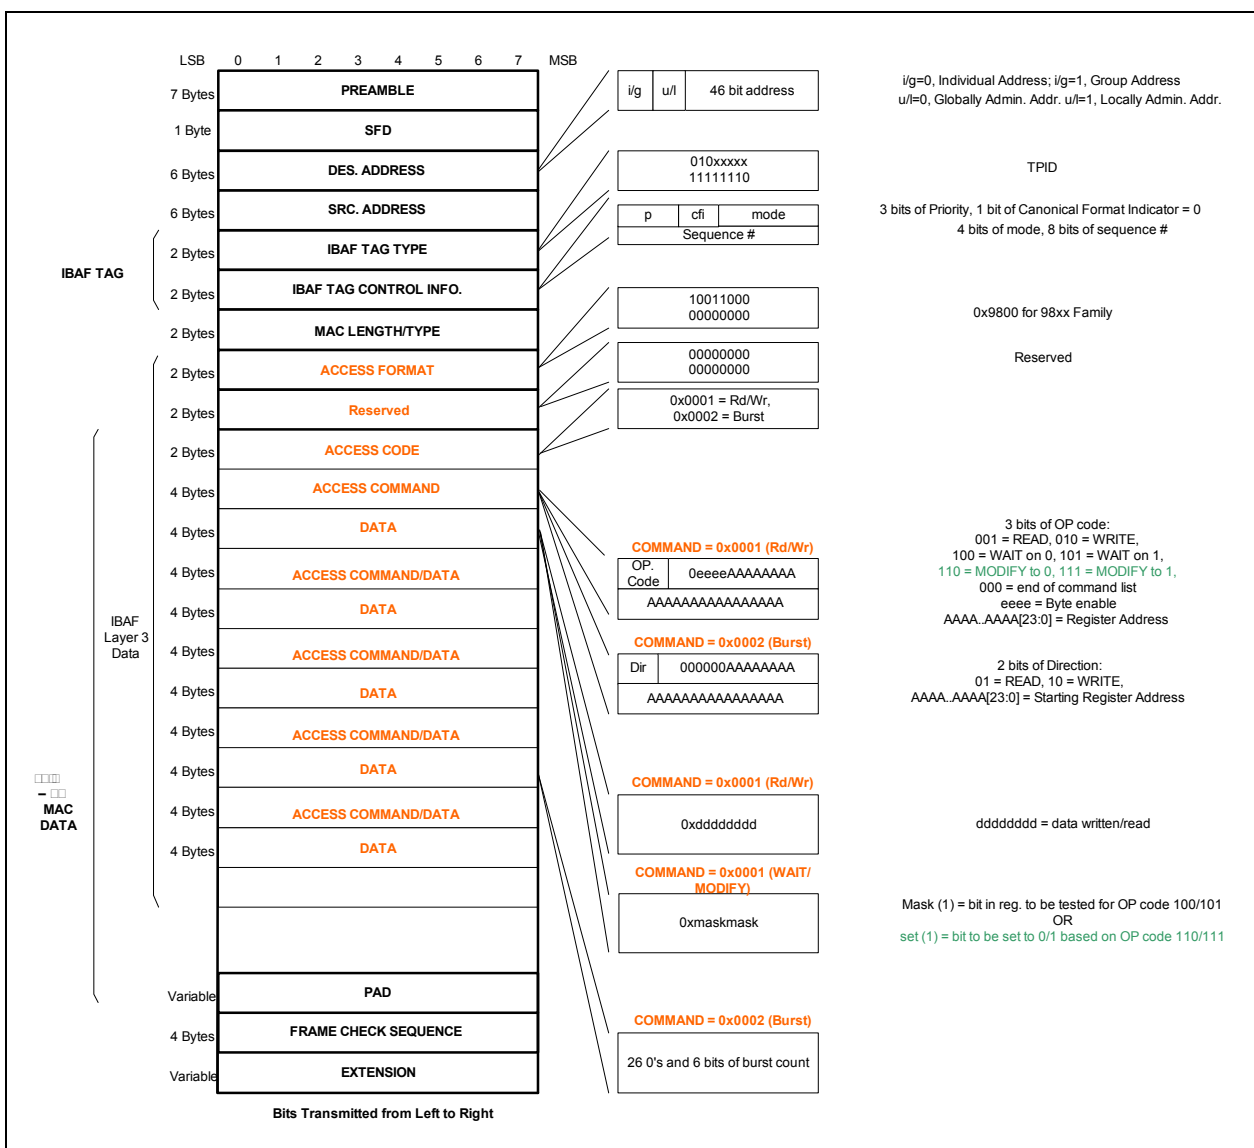 LSB 0 1 2 3 4 5 6 7 MSB
7 Bytes PREAMBLE
1 Byte SFD
6 Bytes DES. ADDRESS
6 Bytes SRC. ADDRESS
IBAF TAG
2 Bytes IBAF TAG TYPE
2 Bytes IBAF TAG CONTROL INFO.
2 Bytes MAC LENGTH/TYPE
2 Bytes ACCESS FORMAT
2 Bytes Reserved
2 Bytes ACCESS CODE
4 Bytes ACCESS COMMAND
4 Bytes DATA
4 Bytes ACCESS COMMAND/DATA
4 Bytes DATA
IBAF
Layer 3
Data
4 Bytes ACCESS COMMAND/DATA
4 Bytes DATA
4 Bytes ACCESS COMMAND/DATA
4 Bytes DATA
–
MAC
DATA
4 Bytes ACCESS COMMAND/DATA
4 Bytes DATA
Variable PAD
4 Bytes FRAME CHECK SEQUENCE
Variable EXTENSION
Bits Transmitted from Left to Right
i/g u/l 46 bit address
i/g=0, Individual Address; i/g=1, Group Address
u/l=0, Globally Admin. Addr. u/l=1, Locally Admin. Addr.
010xxxxx
11111110
TPID
p cfi mode
Sequence #
3 bits of Priority, 1 bit of Canonical Format Indicator = 0
4 bits of mode, 8 bits of sequence #
10011000
00000000
0x9800 for 98xx Family
00000000
00000000
Reserved
0x0001 = Rd/Wr,
0x0002 = Burst
COMMAND = 0x0001 (Rd/Wr)
OP.
Code 0eeeeAAAAAAAA
AAAAAAAAAAAAAAAA
3 bits of OP code:
001 = READ, 010 = WRITE,
100 = WAIT on 0, 101 = WAIT on 1,
110 = MODIFY to 0, 111 = MODIFY to 1,
000 = end of command list
eeee = Byte enable
AAAA..AAAA[23:0] = Register Address
COMMAND = 0x0002 (Burst)
Dir 000000AAAAAAAA
AAAAAAAAAAAAAAAA
2 bits of Direction:
01 = READ, 10 = WRITE,
AAAA..AAAA[23:0] = Starting Register Address
COMMAND = 0x0001 (Rd/Wr)
0xdddddddd
dddddddd = data written/read
COMMAND = 0x0001 (WAIT/
MODIFY)
0xmaskmask
Mask (1) = bit in reg. to be tested for OP code 100/101
OR
set (1) = bit to be set to 0/1 based on OP code 110/111
COMMAND = 0x0002 (Burst)
26 0's and 6 bits of burst count